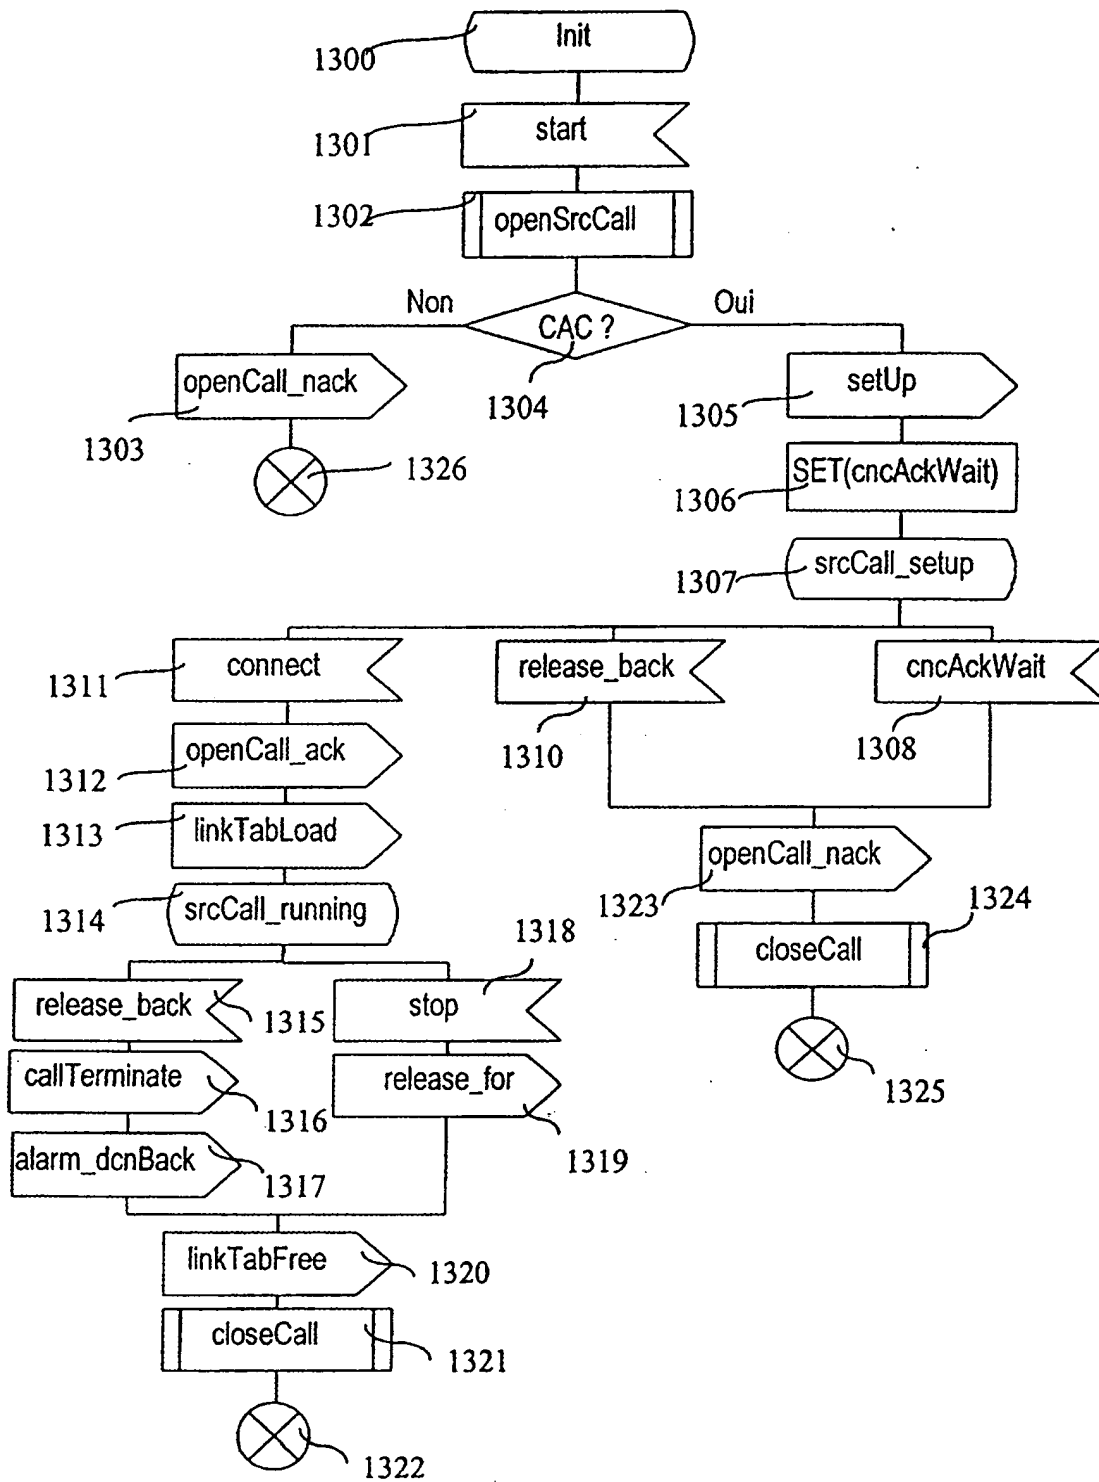 Init
1300
start
1301
1302
openSrcCall
Non
Oui
CAC ?
openCall_nack
1304
setUp
1305
1303
1326
SET(cncAckWait)
1306
srcCall_setup
1307
connect
release_back
cncAckWait
1311
1310
1308
openCall_ack
1312
1313
linkTabLoad
openCall_nack
1323
1324
srcCall_running
1314
1318
closeCall
release_back
1315
stop
callTerminate
1316
release_for
1325
alarm_dcnBack
1317
1319
linkTabFree
1320
closeCall
1321
1322